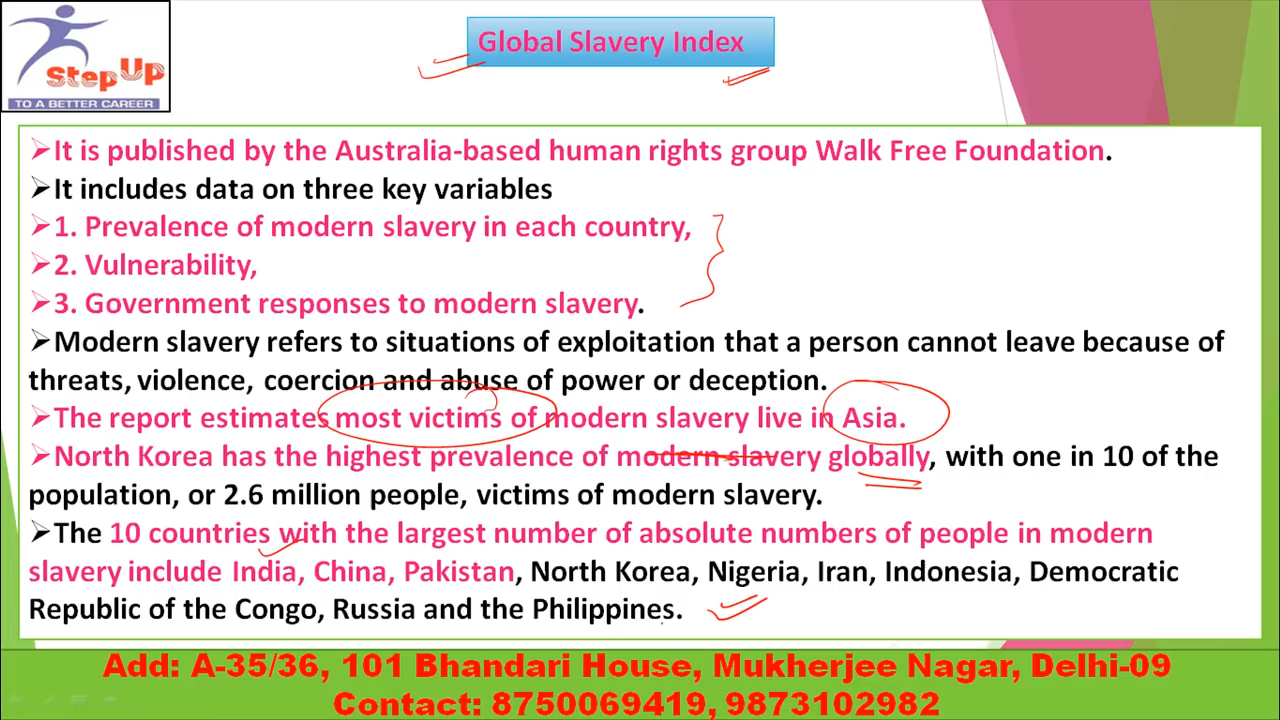 Step Up
TO A BETTER CAREER
Global Slavery Index
➢It is published by the Australia-based human rights group Walk Free Foundation.
➢It includes data on three key variables
➢1. Prevalence of modern slavery in each country,
➢2. Vulnerability,
➢3. Government responses to modern slavery.
➢Modern slavery refers to situations of exploitation that a person cannot leave because of
threats, violence, coercion and abuse of power or deception.
➢The report estimates most victims of modern slavery live in Asia.
➢North Korea has the highest prevalence of modern slavery globally, with one in 10 of the
population, or 2.6 million people, victims of modern slavery.
➢The 10 countries with the largest number of absolute numbers of people in modern
slavery include India, China, Pakistan, North Korea, Nigeria, Iran, Indonesia, Democratic
Republic of the Congo, Russia and the Philippines.
Add: A-35/36, 101 Bhandari House, Mukherjee Nagar, Delhi-09
Contact: 8750069419, 9873102982